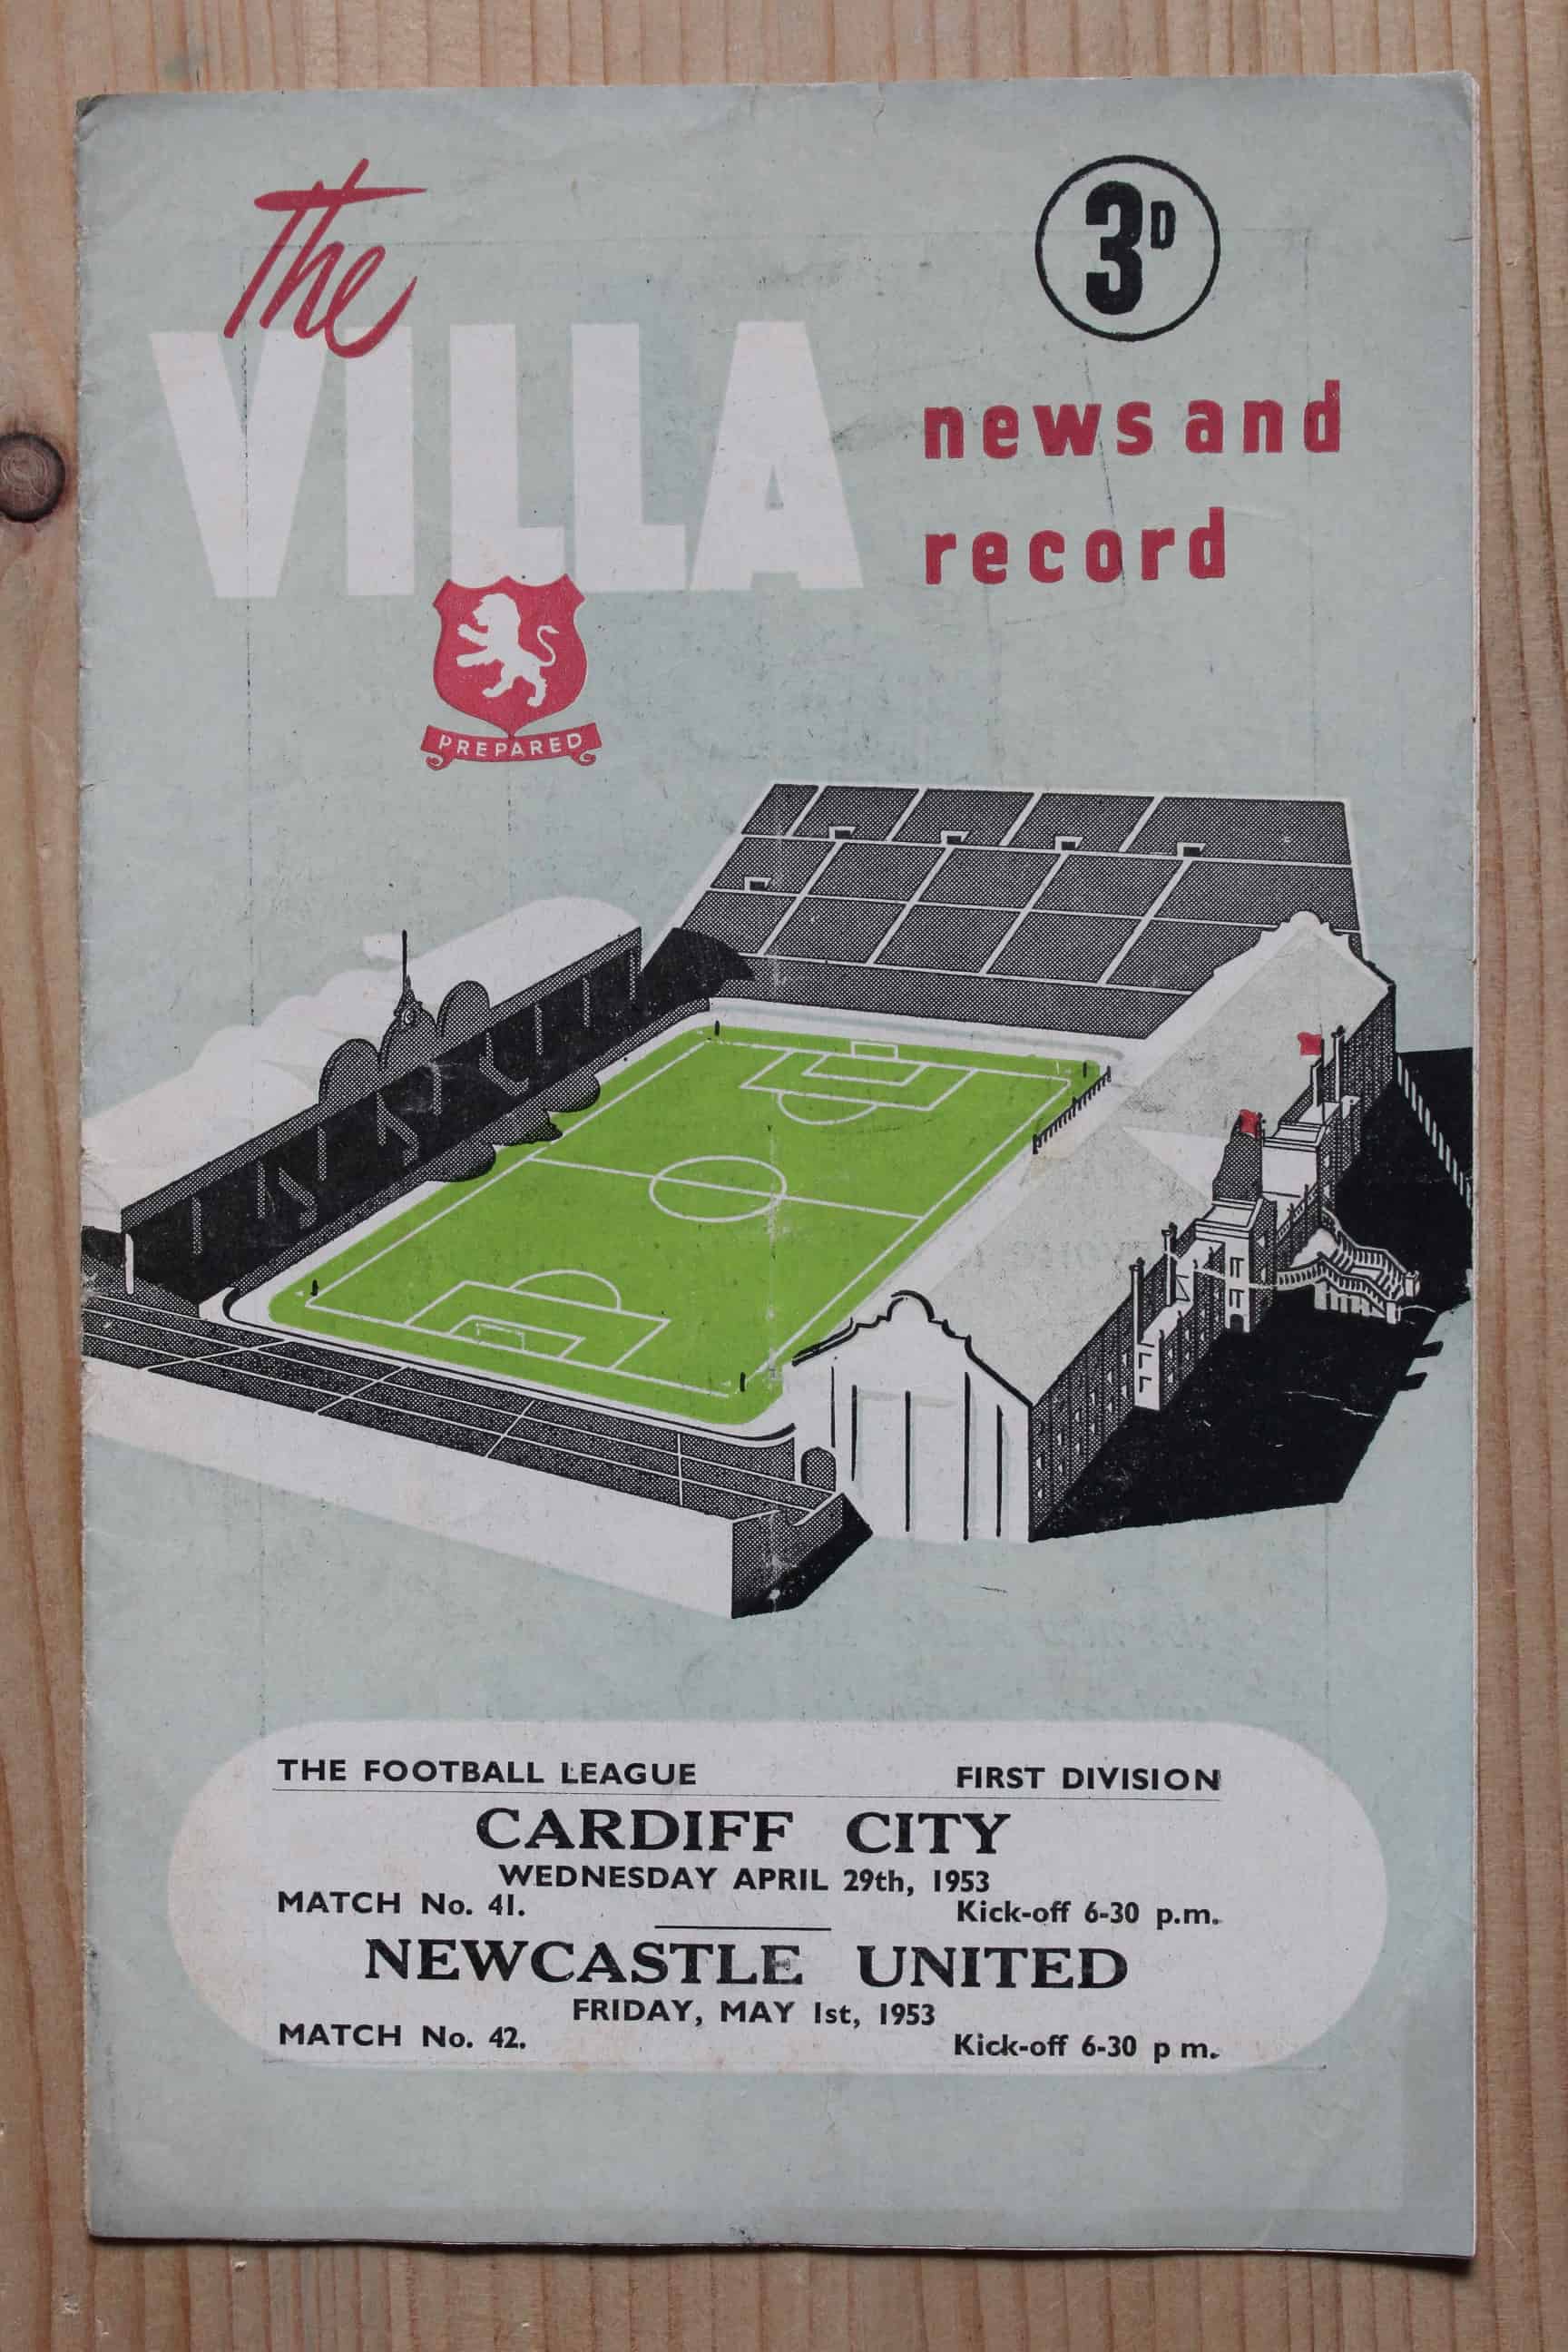 The
3D
VILLA
news and
record
PREPARED
THE FOOTBALL LEAGUE FIRST DIVISION
CARDIFF CITY
WEDNESDAY APRIL 29th, 1953
MATCH No. 41. Kick-off 6-30 p.m.
NEWCASTLE UNITED
FRIDAY, MAY 1st, 1953
MATCH No. 42. Kick-off 6-30 p m.